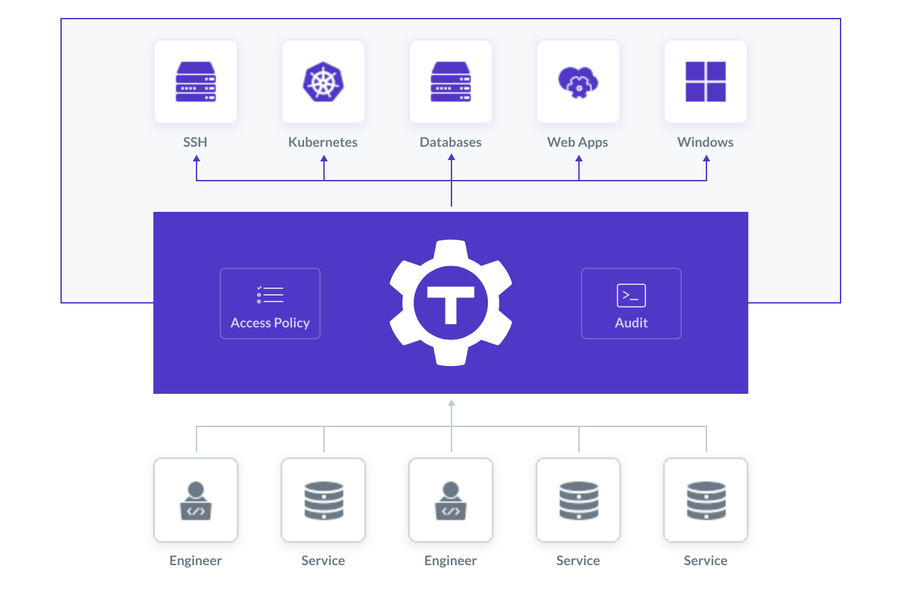 SSH
Kubernetes
Databases
Web Apps
Windows
Access Policy
T
>_
Audit
</>
</>
Engineer
Service
Engineer
Service
Service